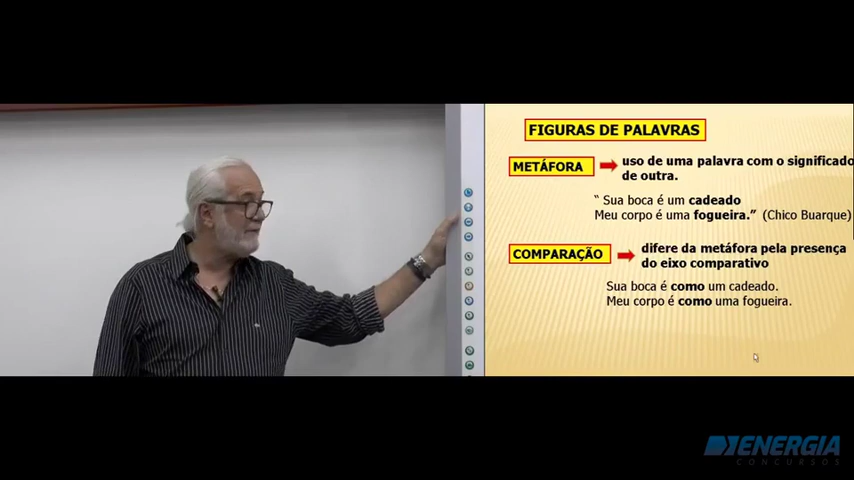 FIGURAS DE PALAVRAS
METÁFORA
uso de uma palavra com o significado
de outra.
“ Sua boca é um cadeado
Meu corpo é uma fogueira.” (Chico Buarque)
COMPARAÇÃO
difere da metáfora pela presença
do eixo comparativo
Sua boca é como um cadeado.
Meu corpo é como uma fogueira.
ENERGIA
CONCURSOS